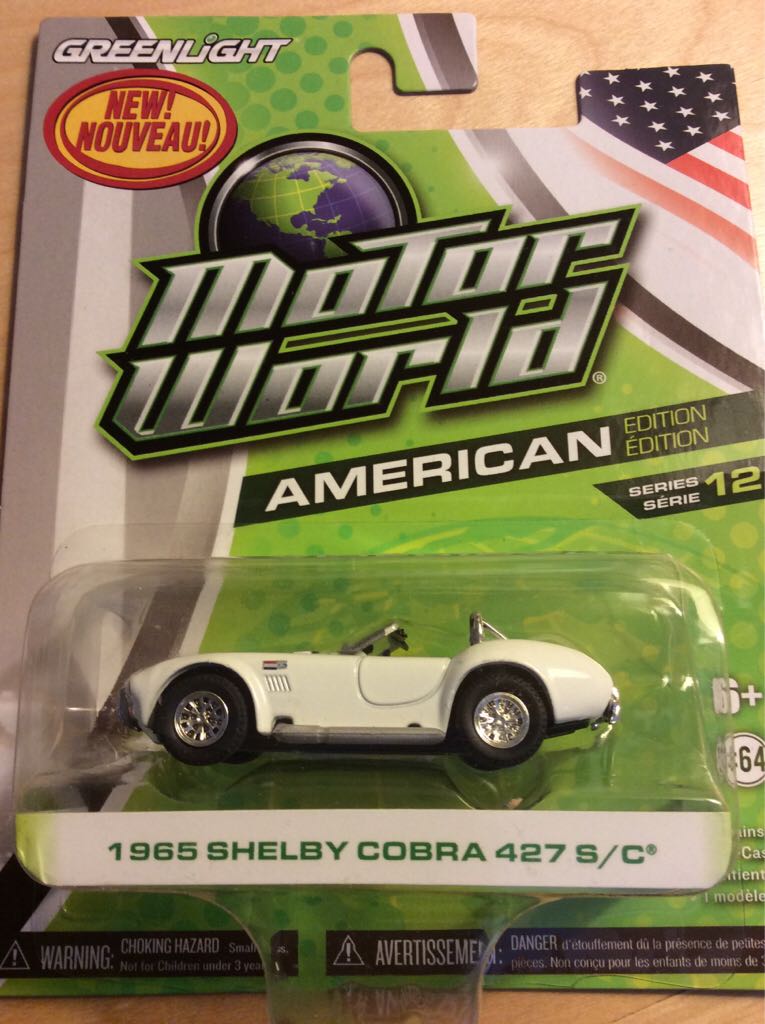 GREENLIGHT
NEW!
NOUVEAU!
MOTOR
WORLD®
AMERICAN
EDITION
ÉDITION
SERIES
SÉRIE
12
6+
:64
1965 SHELBY COBRA 427 S/C®
WARNING: CHOKING HAZARD
Not for Children under 3
AVERTISSEMENT: DANGER d'étouffement dû la présence de petites
pièces. Non conçu pour les enfants de moins de